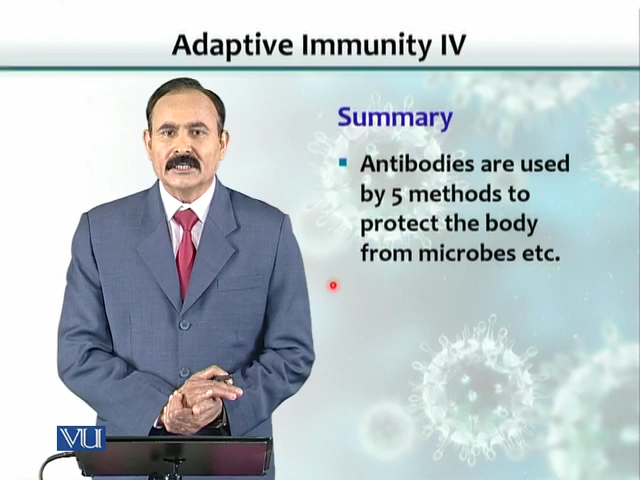 Adaptive Immunity IV
Summary
Antibodies are used
by 5 methods to
protect the body
from microbes etc.
VU